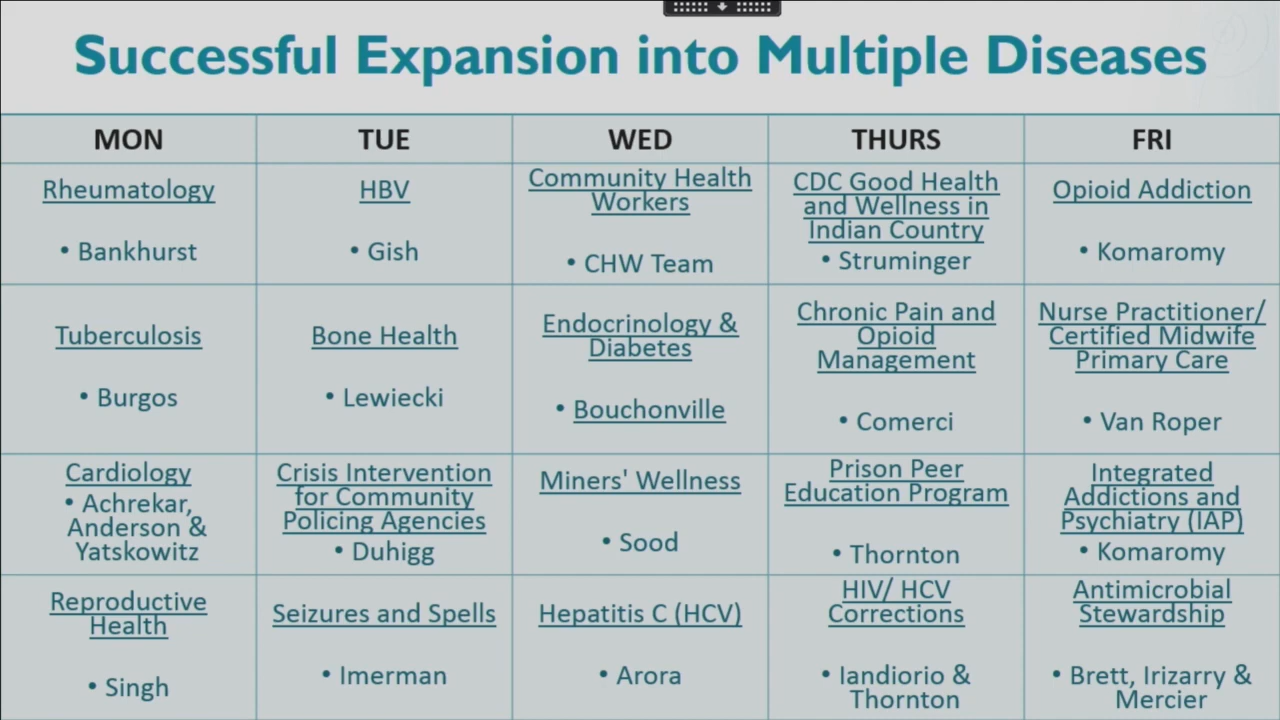 Successful Expansion into Multiple Diseases
MON TUE WED THURS FRI
Rheumatology
• Bankhurst
HBV
• Gish
Community Health
Workers
• CHW Team
CDC Good Health
and Wellness in
Indian Country
• Struminger
Opioid Addiction
• Komaromy
Tuberculosis
• Burgos
Bone Health
• Lewiecki
Endocrinology &
Diabetes
• Bouchonville
Chronic Pain and
Opioid
Management
• Comerci
Nurse Practitioner/
Certified Midwife
Primary Care
• Van Roper
Cardiology
• Achrekar,
Anderson &
Yatskowitz
Crisis Intervention
for Community
Policing Agencies
• Duhigg
Miners' Wellness
• Sood
Prison Peer
Education Program
• Thornton
Integrated
Addictions and
Psychiatry (IAP)
• Komaromy
Reproductive
Health
• Singh
Seizures and Spells
• Imerman
Hepatitis C (HCV)
• Arora
HIV/ HCV
Corrections
• Iandiorio &
Thornton
Antimicrobial
Stewardship
• Brett, Irizarry &
Mercier